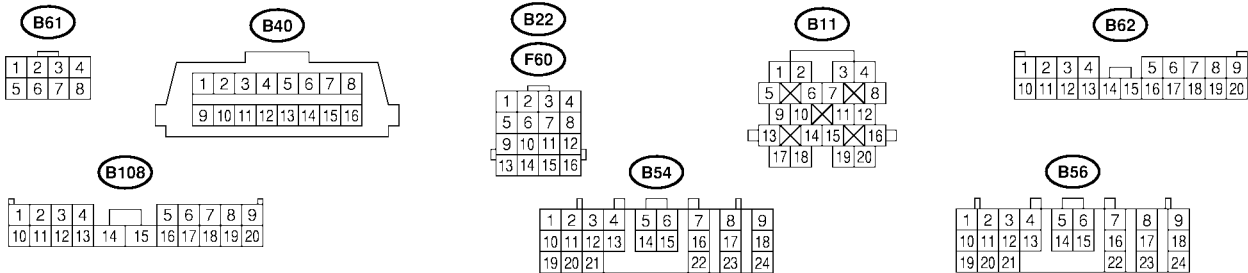 B61
1 2 3 4
5 6 7 8
B40
1 2 3 4 5 6 7 8
9 10 11 12 13 14 15 16
B22
F60
1 2 3 4
5 6 7 8
9 10 11 12
13 14 15 16
B11
1 2 3 4
5 6 7 8
9 10 11 12
13 14 15 16
17 18 19 20
B62
1 2 3 4 5 6 7 8 9
10 11 12 13 14 15 16 17 18 19 20
B108
1 2 3 4 5 6 7 8 9
10 11 12 13 14 15 16 17 18 19 20
B54
1 2 3 4 5 6 7 8 9
10 11 12 13 14 15 16 17 18
19 20 21 22 23 24
B56
1 2 3 4 5 6 7 8 9
10 11 12 13 14 15 16 17 18
19 20 21 22 23 24